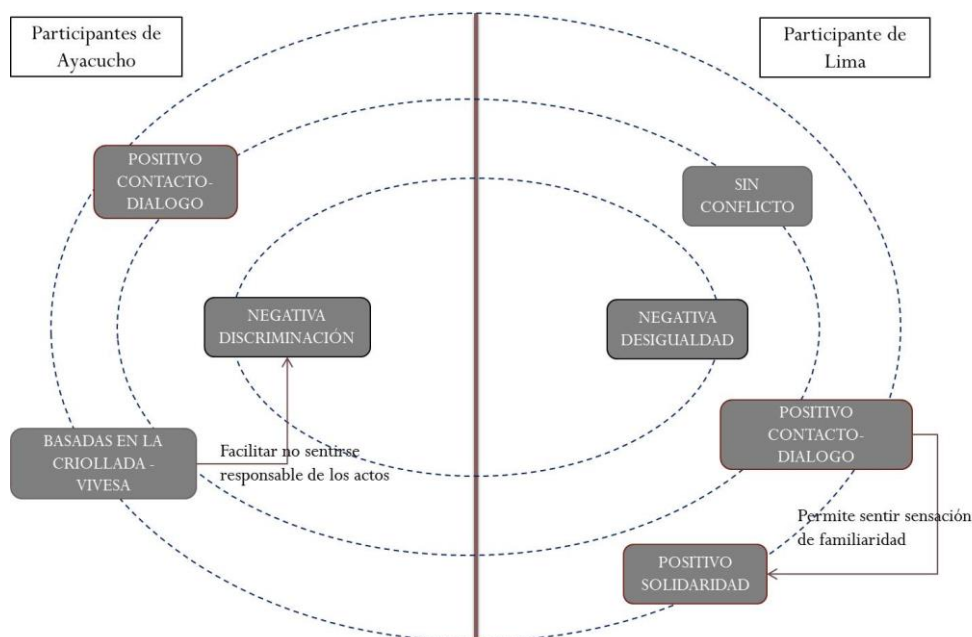 Participantes de
Ayacucho
Participante de
Lima
POSITIVO
CONTACTO-
DIALOGO
SIN
CONFLICTO
NEGATIVA
DISCRIMINACIÓN
NEGATIVA
DESIGUALDAD
BASADAS EN LA
CRIOLLADA -
VIVESA
Facilitar no sentirse
responsable de los actos
POSITIVO
CONTACTO-
DIALOGO
Permite sentir sensación
de familiaridad
POSITIVO
SOLIDARIDAD